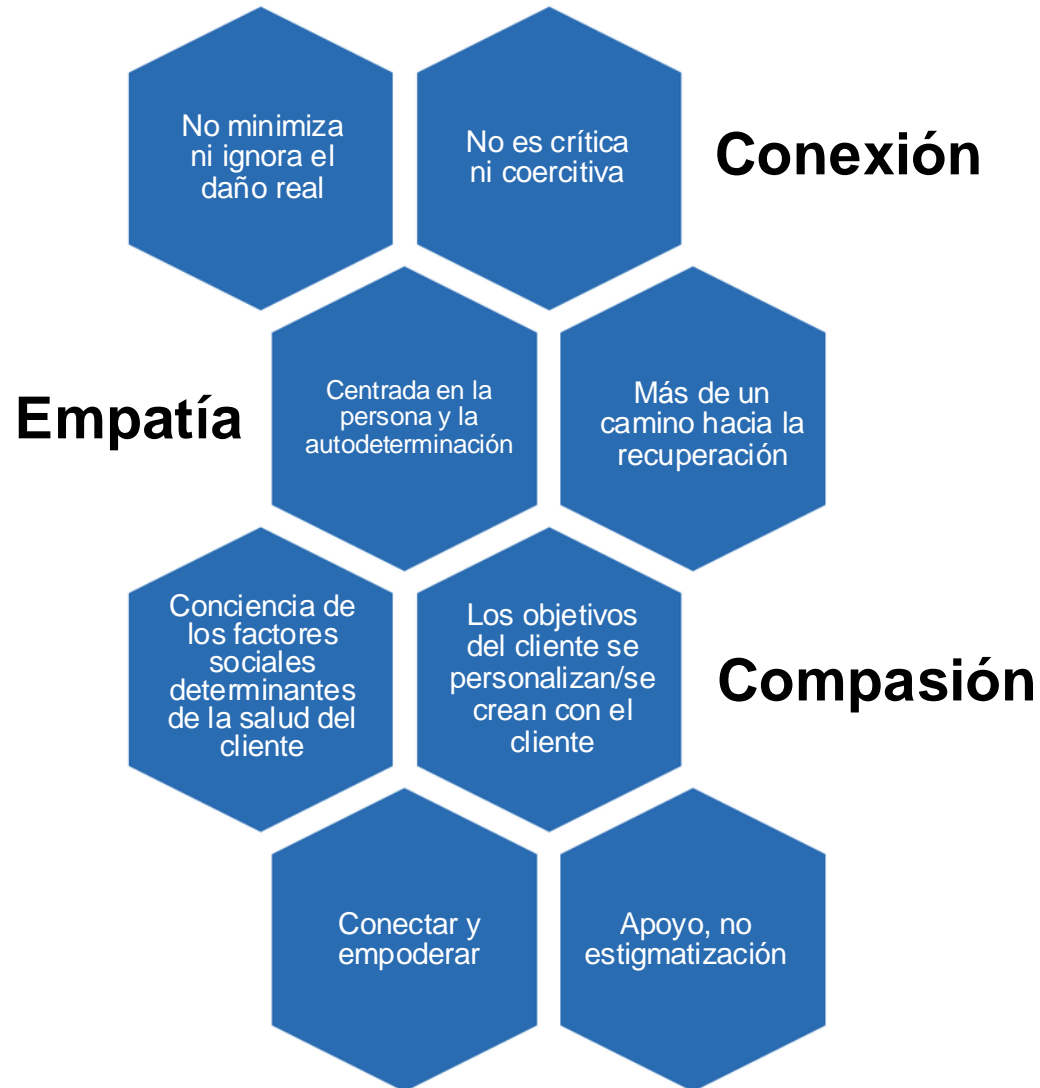 No minimiza
ni ignora el
daño real
No es crítica
ni coercitiva
Conexión
Empatía
Centrada en la
persona y la
autodeterminación
Más de un
camino hacia la
recuperación
Conciencia de
los factores
sociales
determinantes
de la salud del
cliente
Los objetivos
del cliente se
personalizan/se
crean con el
cliente
Compasión
Conectar y
empoderar
Apoyo, no
estigmatización